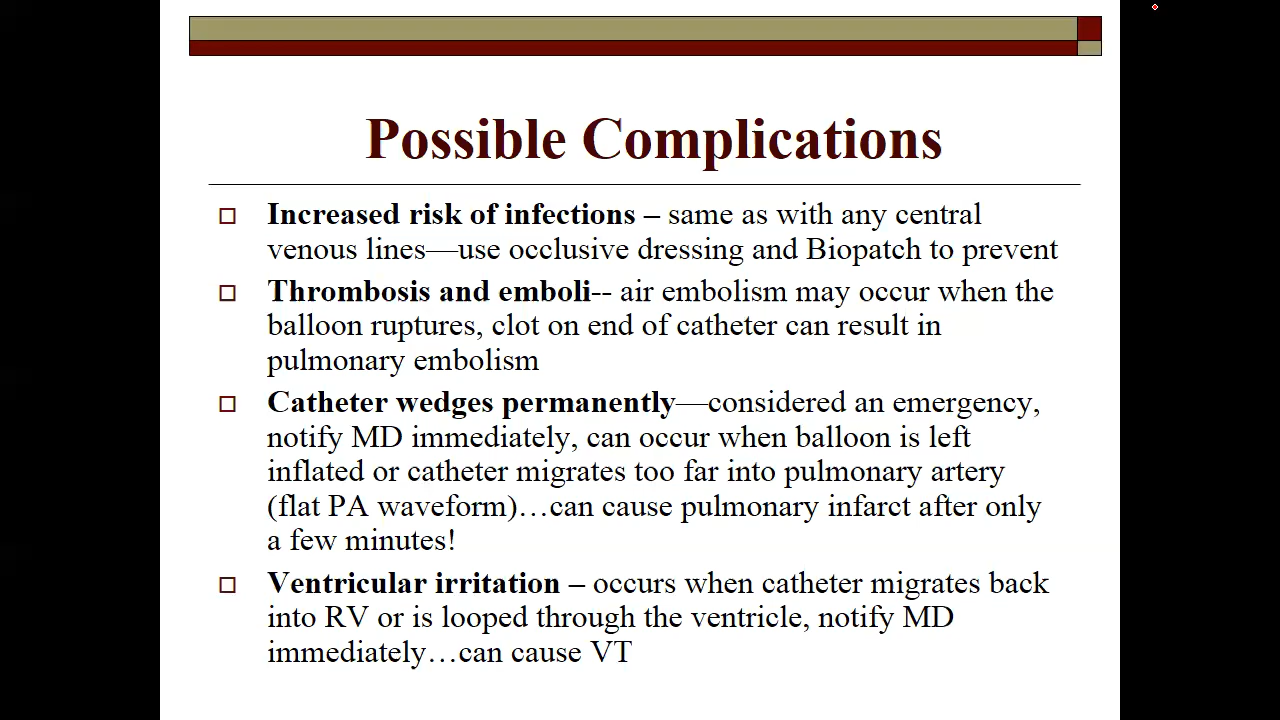 Possible Complications
Increased risk of infections – same as with any central
venous lines—use occlusive dressing and Biopatch to prevent
Thrombosis and emboli-- air embolism may occur when the
balloon ruptures, clot on end of catheter can result in
pulmonary embolism
Catheter wedges permanently—considered an emergency,
notify MD immediately, can occur when balloon is left
inflated or catheter migrates too far into pulmonary artery
(flat PA waveform)…can cause pulmonary infarct after only
a few minutes!
Ventricular irritation – occurs when catheter migrates back
into RV or is looped through the ventricle, notify MD
immediately…can cause VT